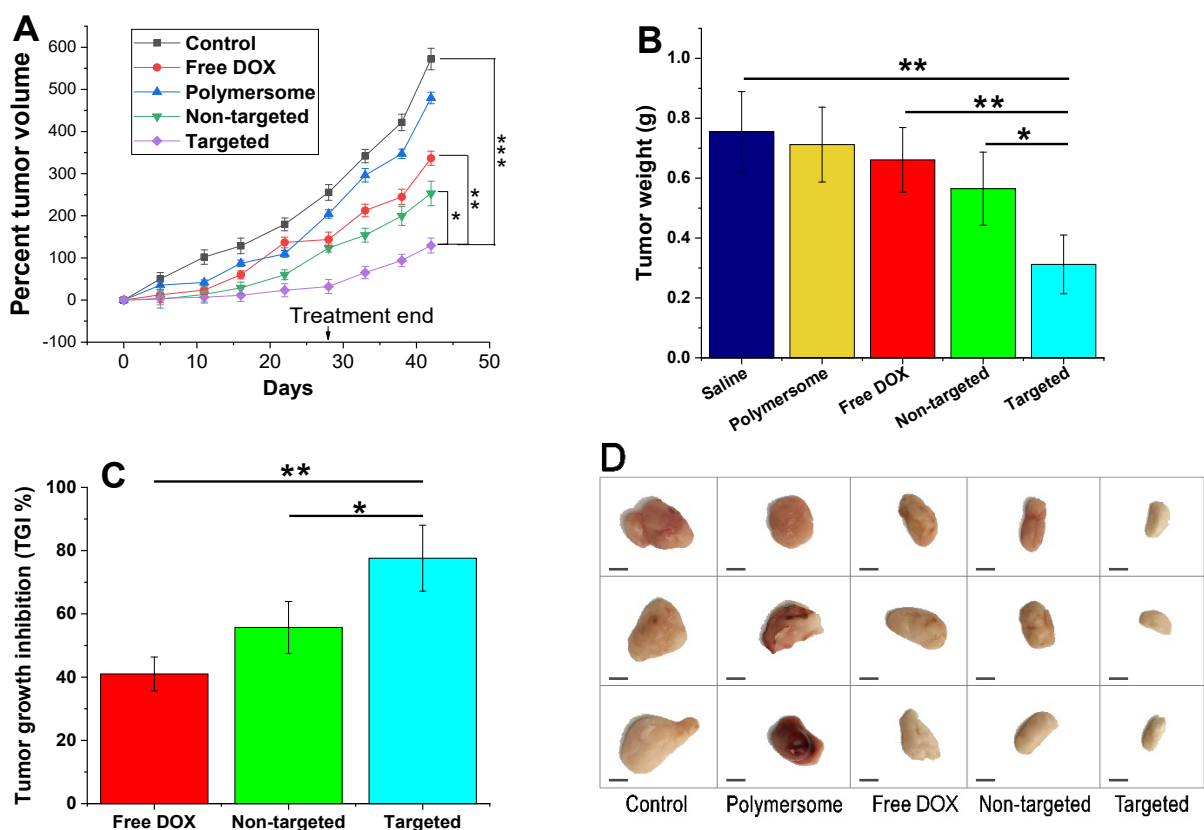 A
Percent tumor volume
600
500
400
300
200
100
0
-100
Control
Free DOX
Polymersome
Non-targeted
Targeted
***
**
*
Treatment end
0
10
20
30
40
50
Days
B
Tumor weight (g)
1.0
0.8
0.6
0.4
0.2
0.0
**
**
*
Saline
Polymersome
Free DOX
Non-targeted
Targeted
C
Tumor growth inhibition (TGI %)
100
80
60
40
20
0
**
*
Free DOX
Non-targeted
Targeted
D
Control
Polymersome
Free DOX
Non-targeted
Targeted